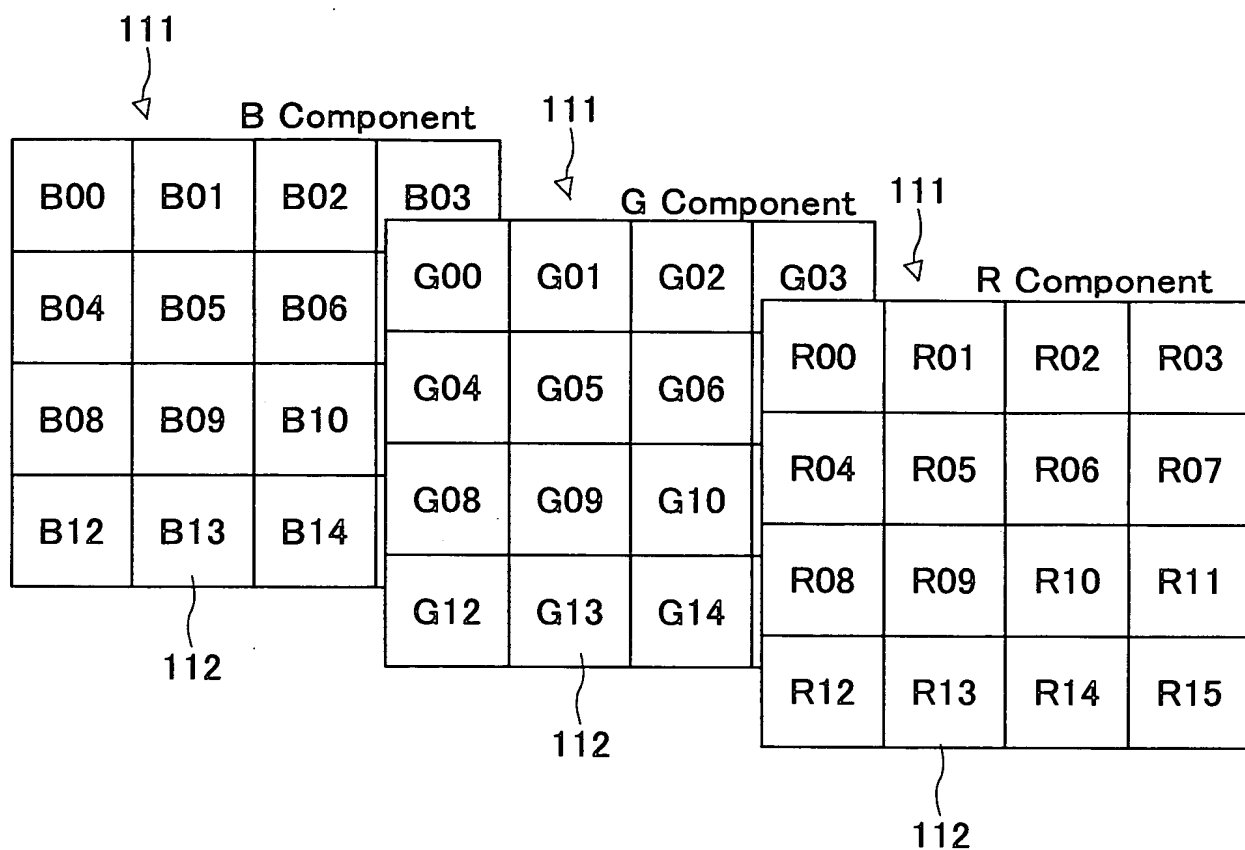 111
B Component
B00 B01 B02 B03
B04 B05 B06
B08 B09 B10
B12 B13 B14
112
111
G Component
G00 G01 G02 G03
G04 G05 G06
G08 G09 G10
G12 G13 G14
112
111
R Component
R00 R01 R02 R03
R04 R05 R06 R07
R08 R09 R10 R11
R12 R13 R14 R15
112